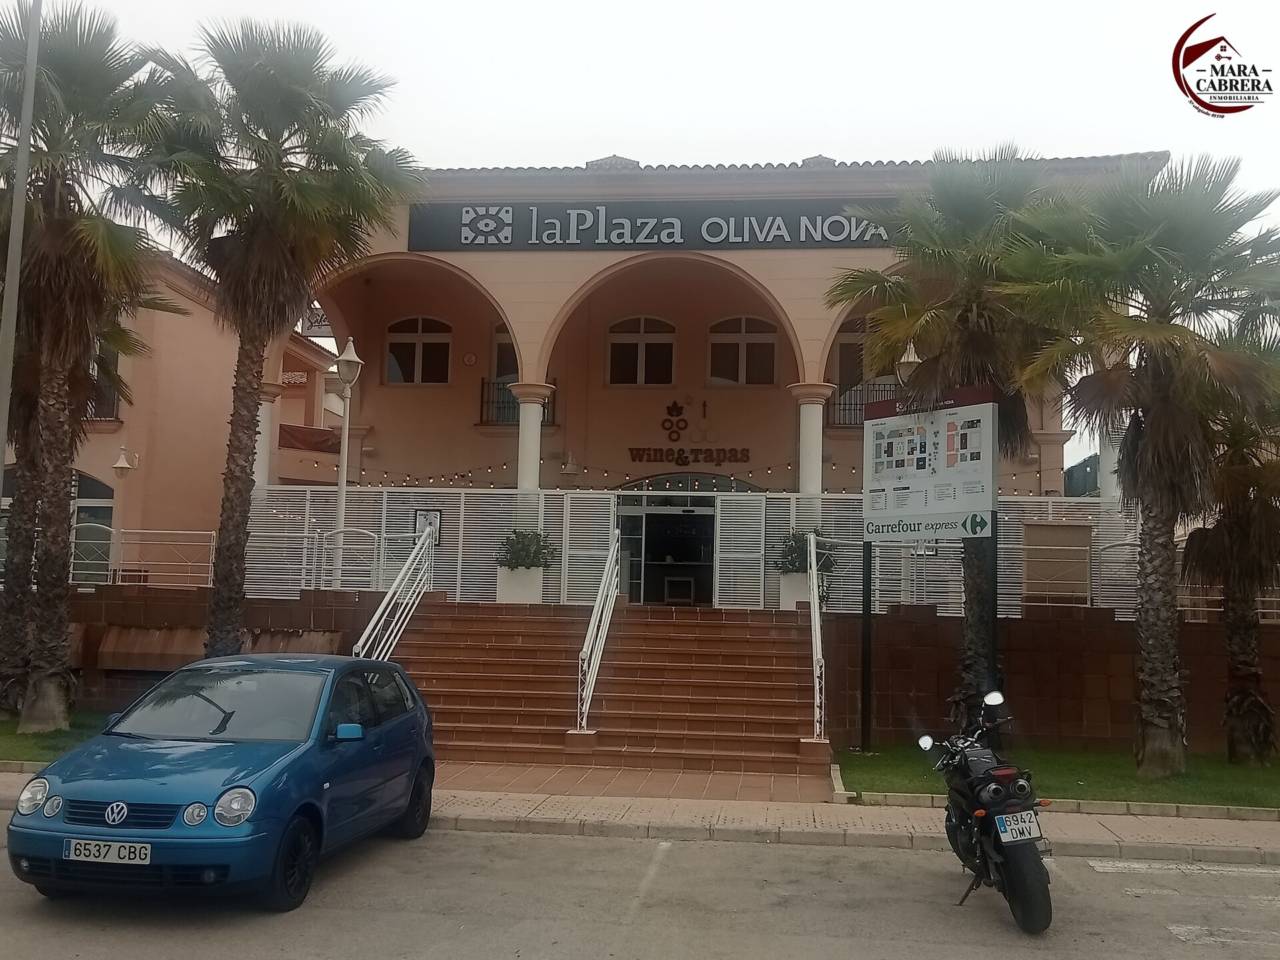 MARA
CABRERA
INMOBILIARIA
laPlaza OLIVA NOVA
wine&Tapas
Carrefour express
6537 CBG
6942
DMV